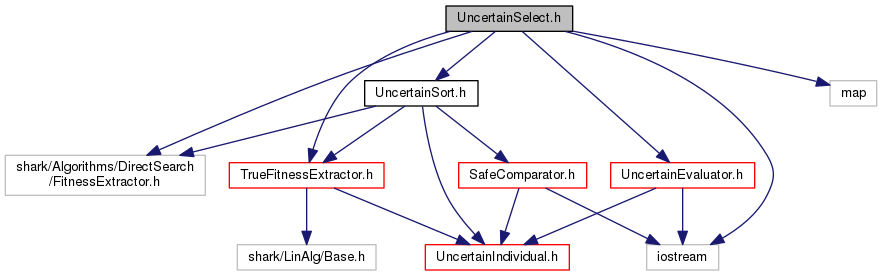 UncertainSelect.h
UncertainSort.h
map
shark/Algorithms/DirectSearch
/FitnessExtractor.h
TrueFitnessExtractor.h
SafeComparator.h
UncertainEvaluator.h
shark/LinAlg/Base.h
UncertainIndividual.h
iostream